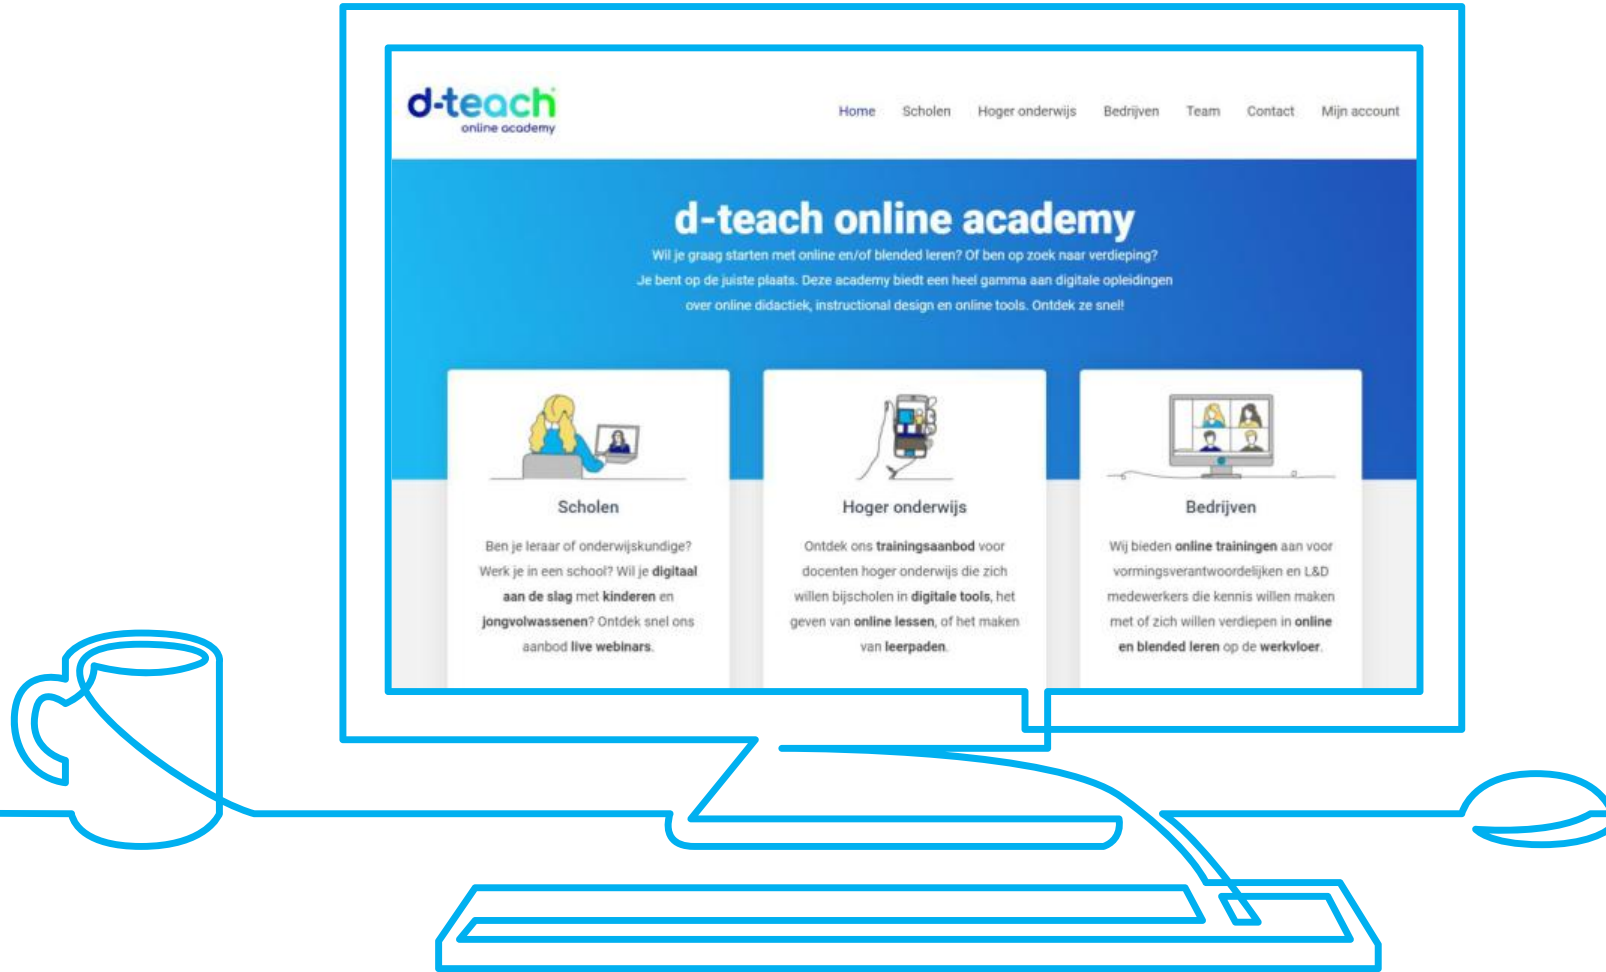 d-teach
online academy
Home Scholen Hoger onderwijs Bedrijven Team Contact Mijn account
d-teach online academy
Wil je graag starten met online en/of blended leren? Of ben op zoek naar verdieping?
Je bent op de juiste plaats. Deze academy biedt een heel gamma aan digitale opleidingen
over online didactiek, instructional design en online tools. Ontdek ze snel!
Scholen
Ben je leraar of onderwijskundige?
Werk je in een school? Wil je digitaal
aan de slag met kinderen en
jongvolwassenen? Ontdek snel ons
aanbod live webinars.
Hoger onderwijs
Ontdek ons trainingsaanbod voor
docenten hoger onderwijs die zich
willen bijscholen in digitale tools, het
geven van online lessen, of het maken
van leerpaden.
Bedrijven
Wij bieden online trainingen aan voor
vormingsverantwoordelijken en L&D
medewerkers die kennis willen maken
met of zich willen verdiepen in online
en blended leren op de werkvloer.